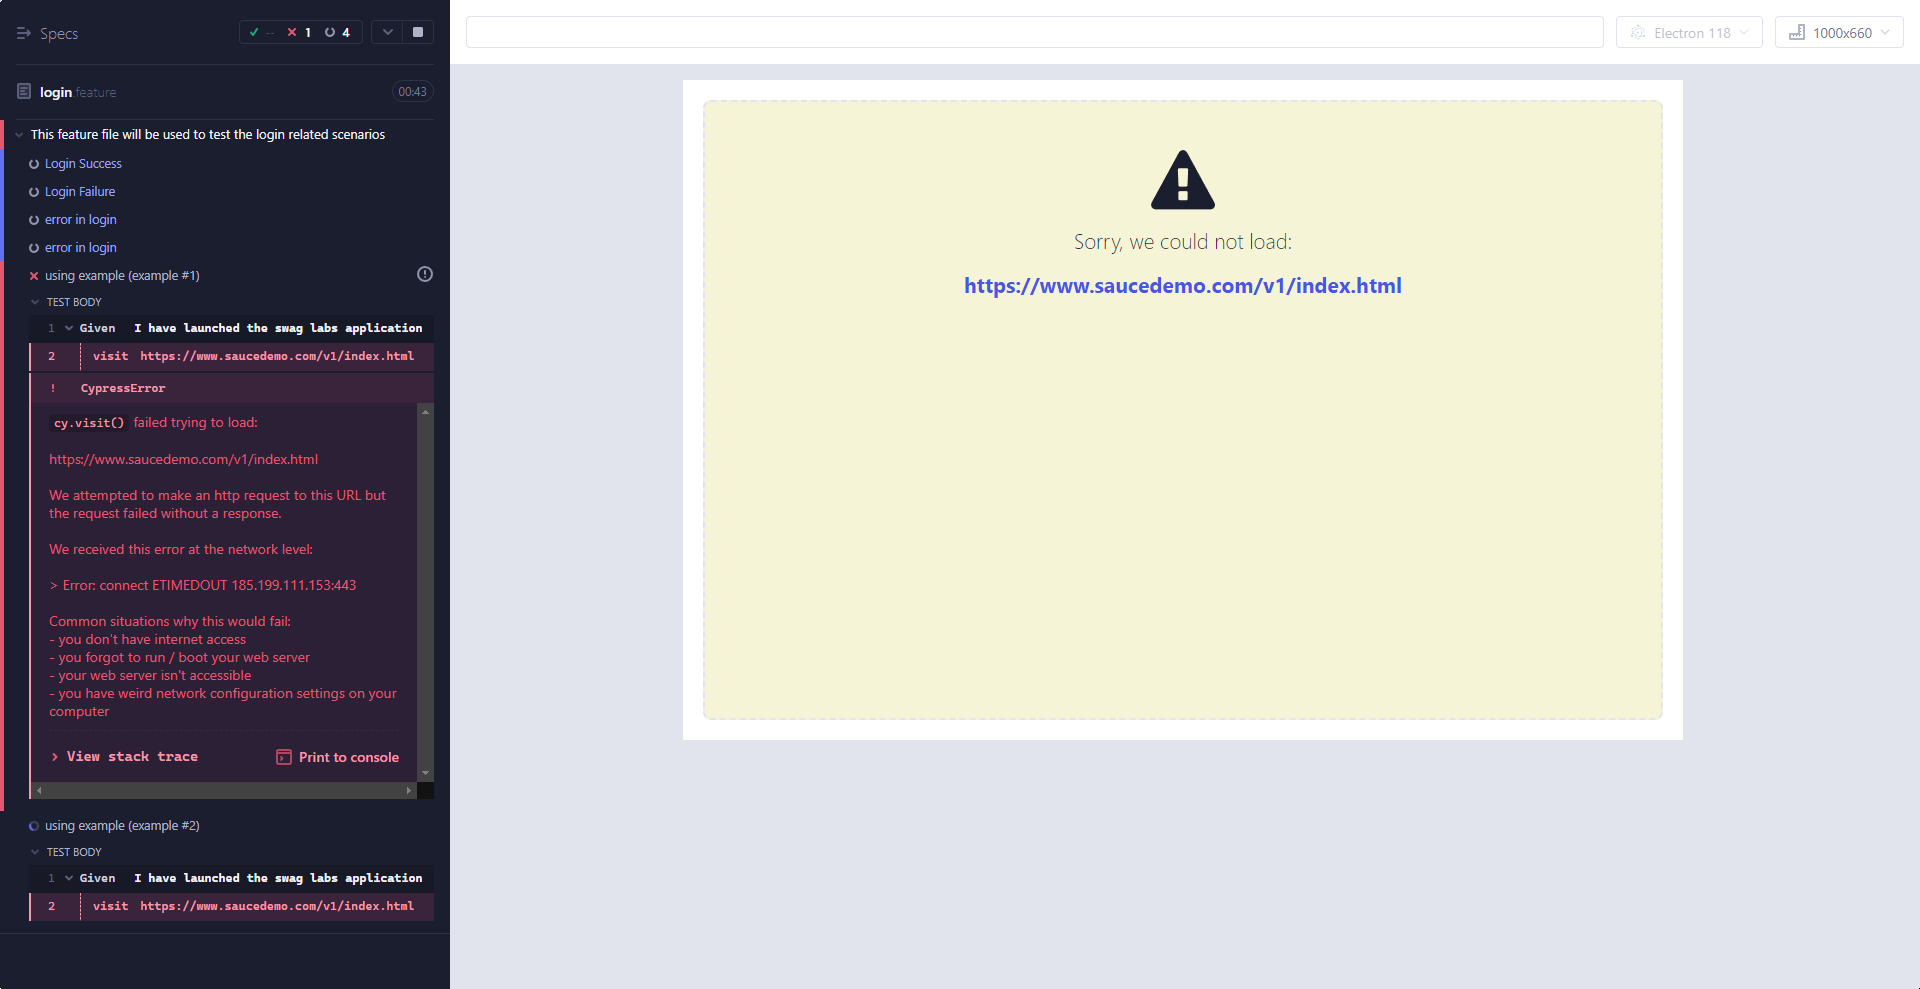 Specs
-- 1 4
login.feature 00:43
This feature file will be used to test the login related scenarios
Login Success
Login Failure
error in login
error in login
using example (example #1)
TEST BODY
1 Given I have launched the swag labs application
2 visit https://www.saucedemo.com/v1/index.html
! CypressError
cy.visit() failed trying to load:
https://www.saucedemo.com/v1/index.html
We attempted to make an http request to this URL but
the request failed without a response.
We received this error at the network level:
> Error: connect ETIMEDOUT 185.199.111.153:443
Common situations why this would fail:
- you don't have internet access
- you forgot to run / boot your web server
- your web server isn't accessible
- you have weird network configuration settings on your
computer
View stack trace Print to console
using example (example #2)
TEST BODY
1 Given I have launched the swag labs application
2 visit https://www.saucedemo.com/v1/index.html
Electron 118 1000x660
Sorry, we could not load:
https://www.saucedemo.com/v1/index.html